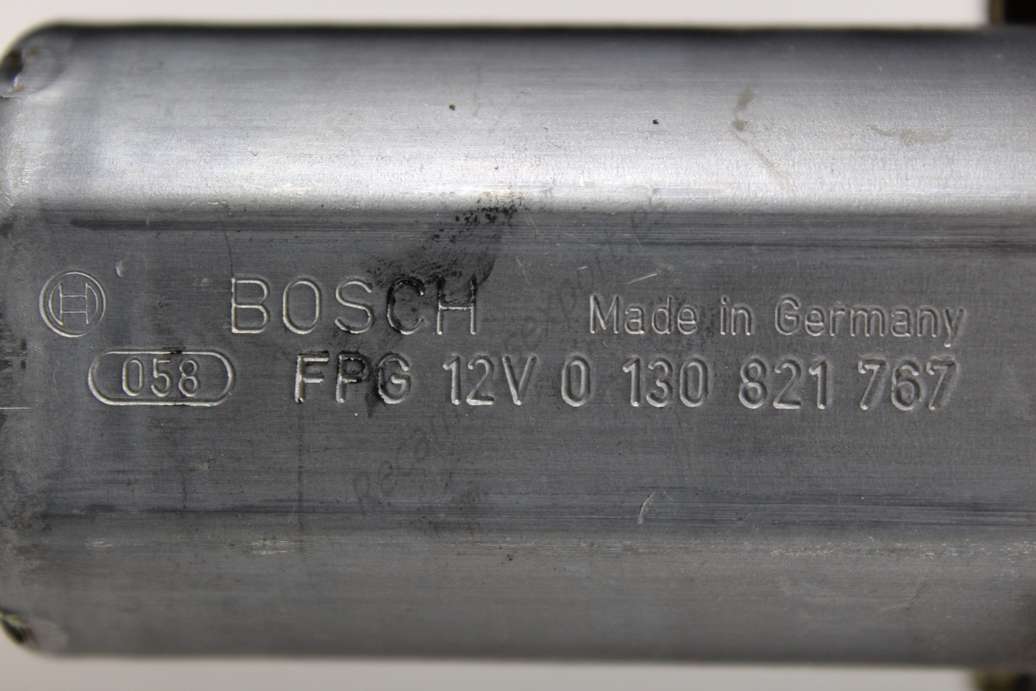 BOSCH Made in Germany
058 FPG 12V 0 130 821 767